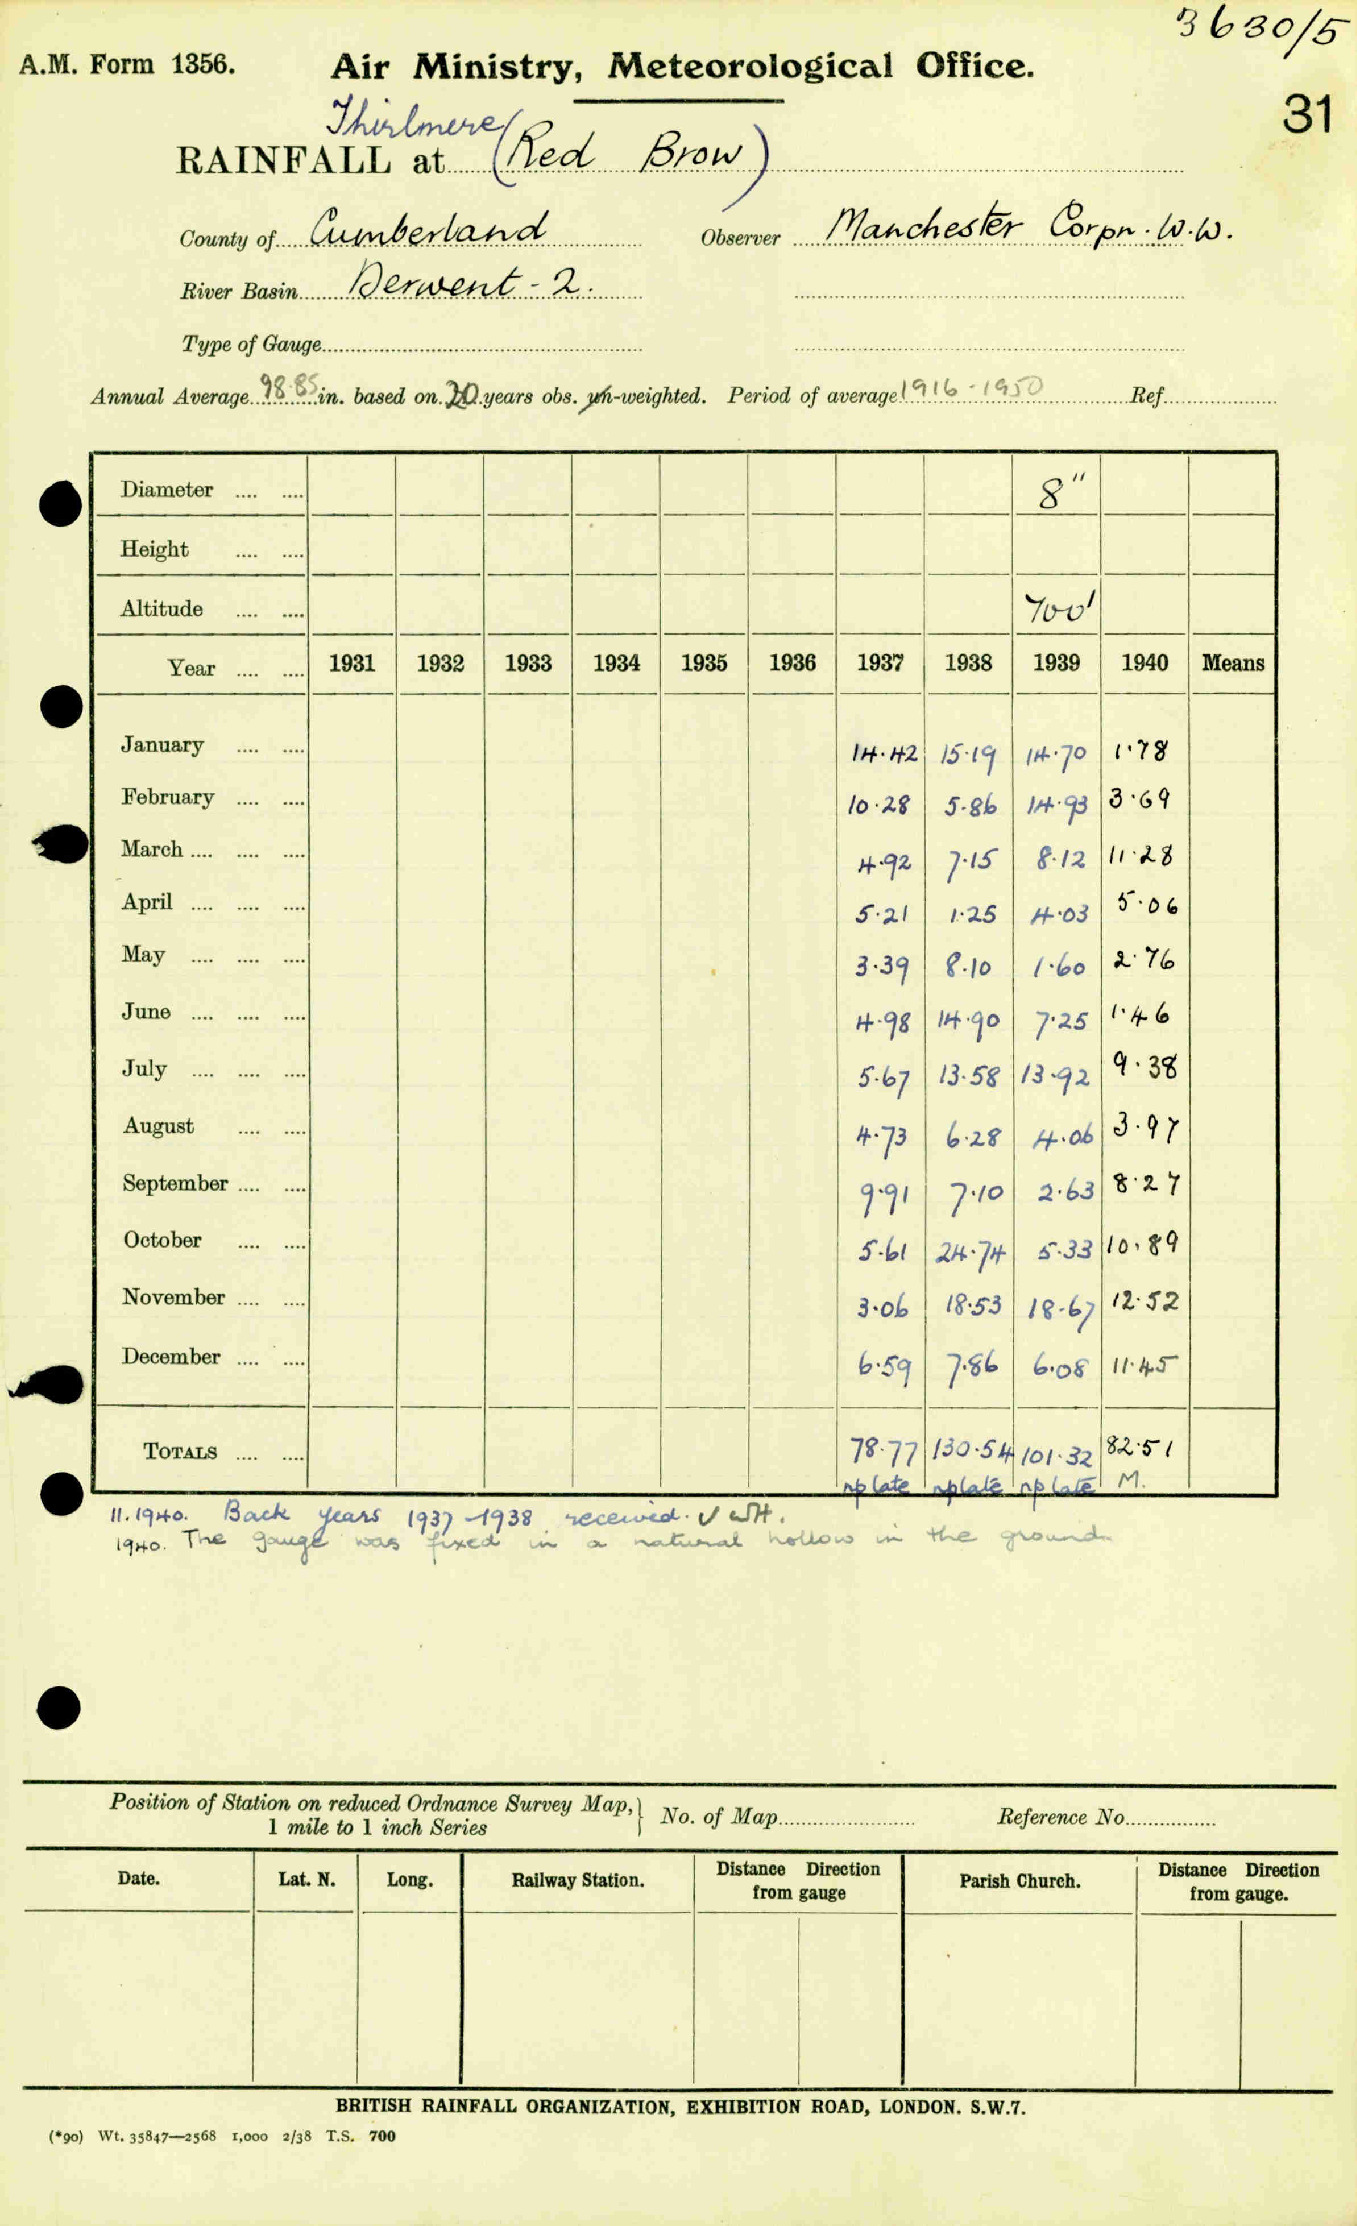 3630/5
A.M. Form 1356. Air Ministry, Meteorological Office.
31
Thirlmere
RAINFALL at (Red Brow)
County of Cumberland Observer Manchester Corpn. W.W.
River Basin Derwent - 2.
Type of Gauge
Annual Average 98.85 in. based on 20 years obs. un-weighted. Period of average 1916-1950 Ref.
Diameter .... .... 8"
Height .... ....
Altitude .... .... 700'
Year .... .... 1931 1932 1933 1934 1935 1936 1937 1938 1939 1940 Means
January .... .... 14.42 15.19 14.70 1.78
February .... .... 10.28 5.86 14.93 3.69
March .... .... .... 4.92 7.15 8.12 11.28
April .... .... .... 5.21 1.25 4.03 5.06
May .... .... .... 3.39 8.10 1.60 2.76
June .... .... .... 4.98 14.90 7.25 1.46
July .... .... .... 5.67 13.58 13.92 9.38
August .... .... 4.73 6.28 4.06 3.97
September .... .... 9.91 7.10 2.63 8.27
October .... .... 5.61 24.74 5.33 10.89
November .... .... 3.06 18.53 18.67 12.52
December .... .... 6.59 7.86 6.08 11.45
TOTALS .... .... 78.77 130.54 101.32 82.51
late late late M.
11.1940. Back years 1937-1938 received. √
1940. The gauge was fixed in a natural hollow in the ground.
Position of Station on reduced Ordnance Survey Map, } No. of Map Reference No.
1 mile to 1 inch Series
Date. Lat. N. Long. Railway Station. Distance Direction Parish Church. Distance Direction
from gauge from gauge.
BRITISH RAINFALL ORGANIZATION, EXHIBITION ROAD, LONDON. S.W.7.
(*90) Wt. 35847—2568 1,000 2/38 T.S. 700